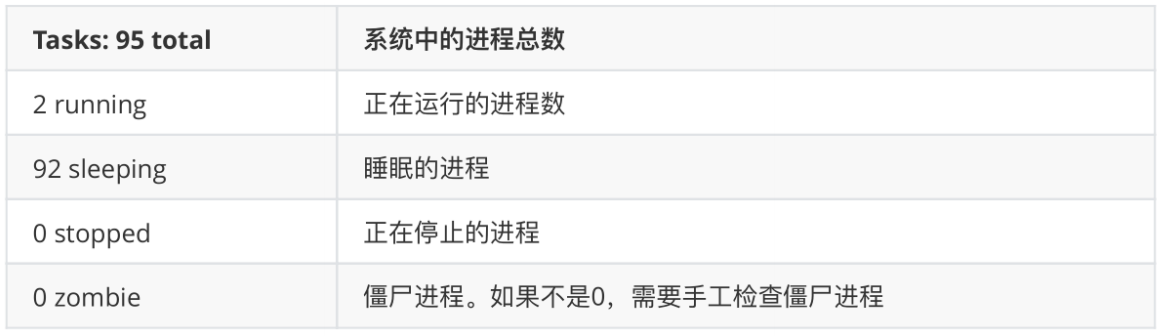 Tasks: 95 total 系统中的进程总数
2 running 正在运行的进程数
92 sleeping 睡眠的进程
0 stopped 正在停止的进程
0 zombie 僵尸进程。如果不是0，需要手工检查僵尸进程